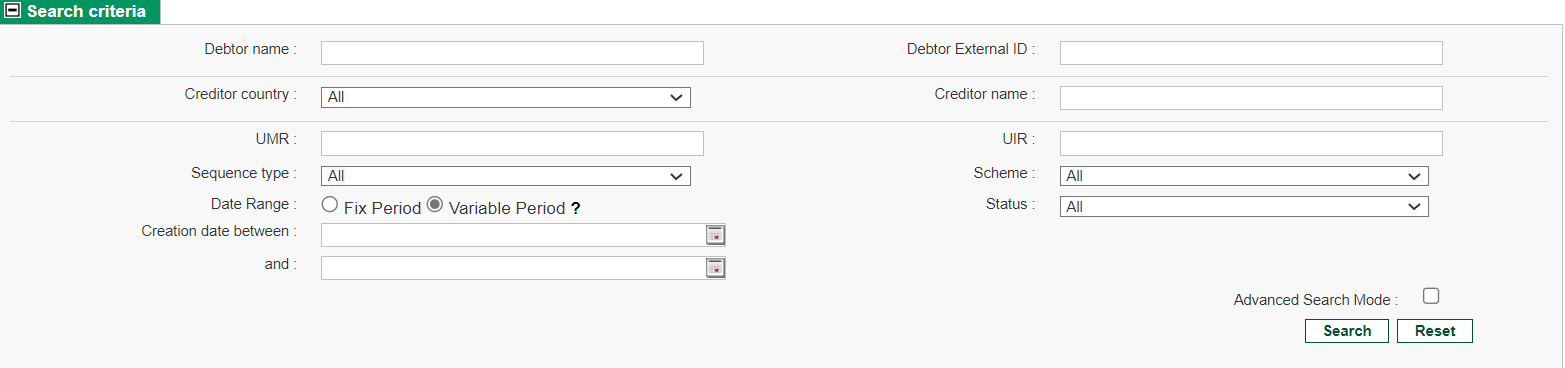 Search criteria
Debtor name :
Debtor External ID :
Creditor country :
All
Creditor name :
UMR :
UIR :
Sequence type :
All
Scheme :
All
Date Range :
Fix Period
Variable Period ?
Status :
All
Creation date between :
and :
Advanced Search Mode :
Search
Reset